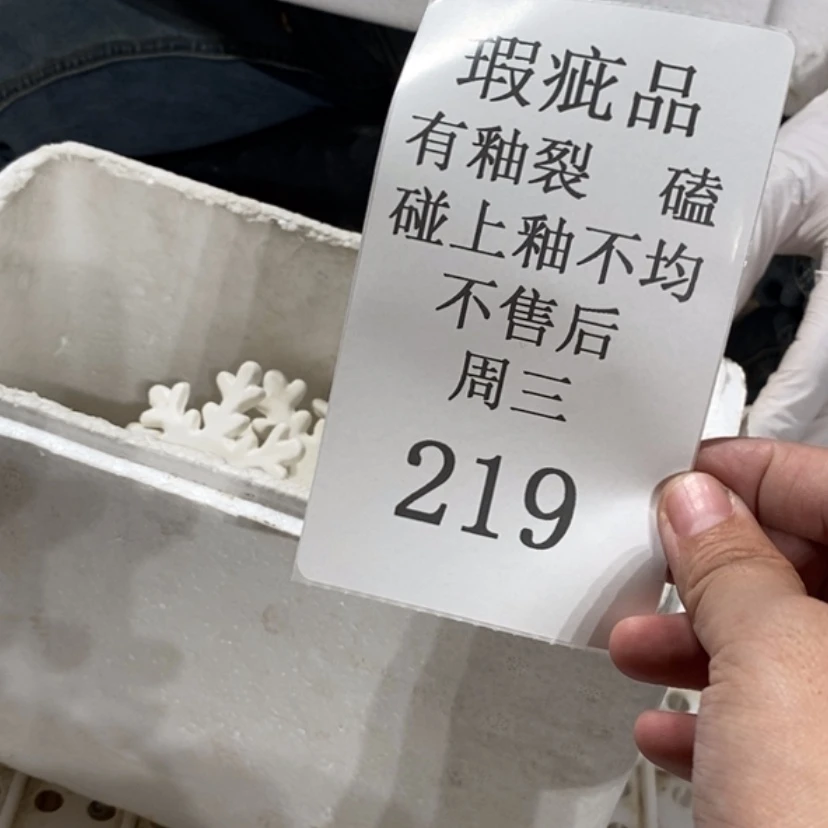 瑕疵品
有釉裂 磕
碰上釉不均
不售后
周三
219